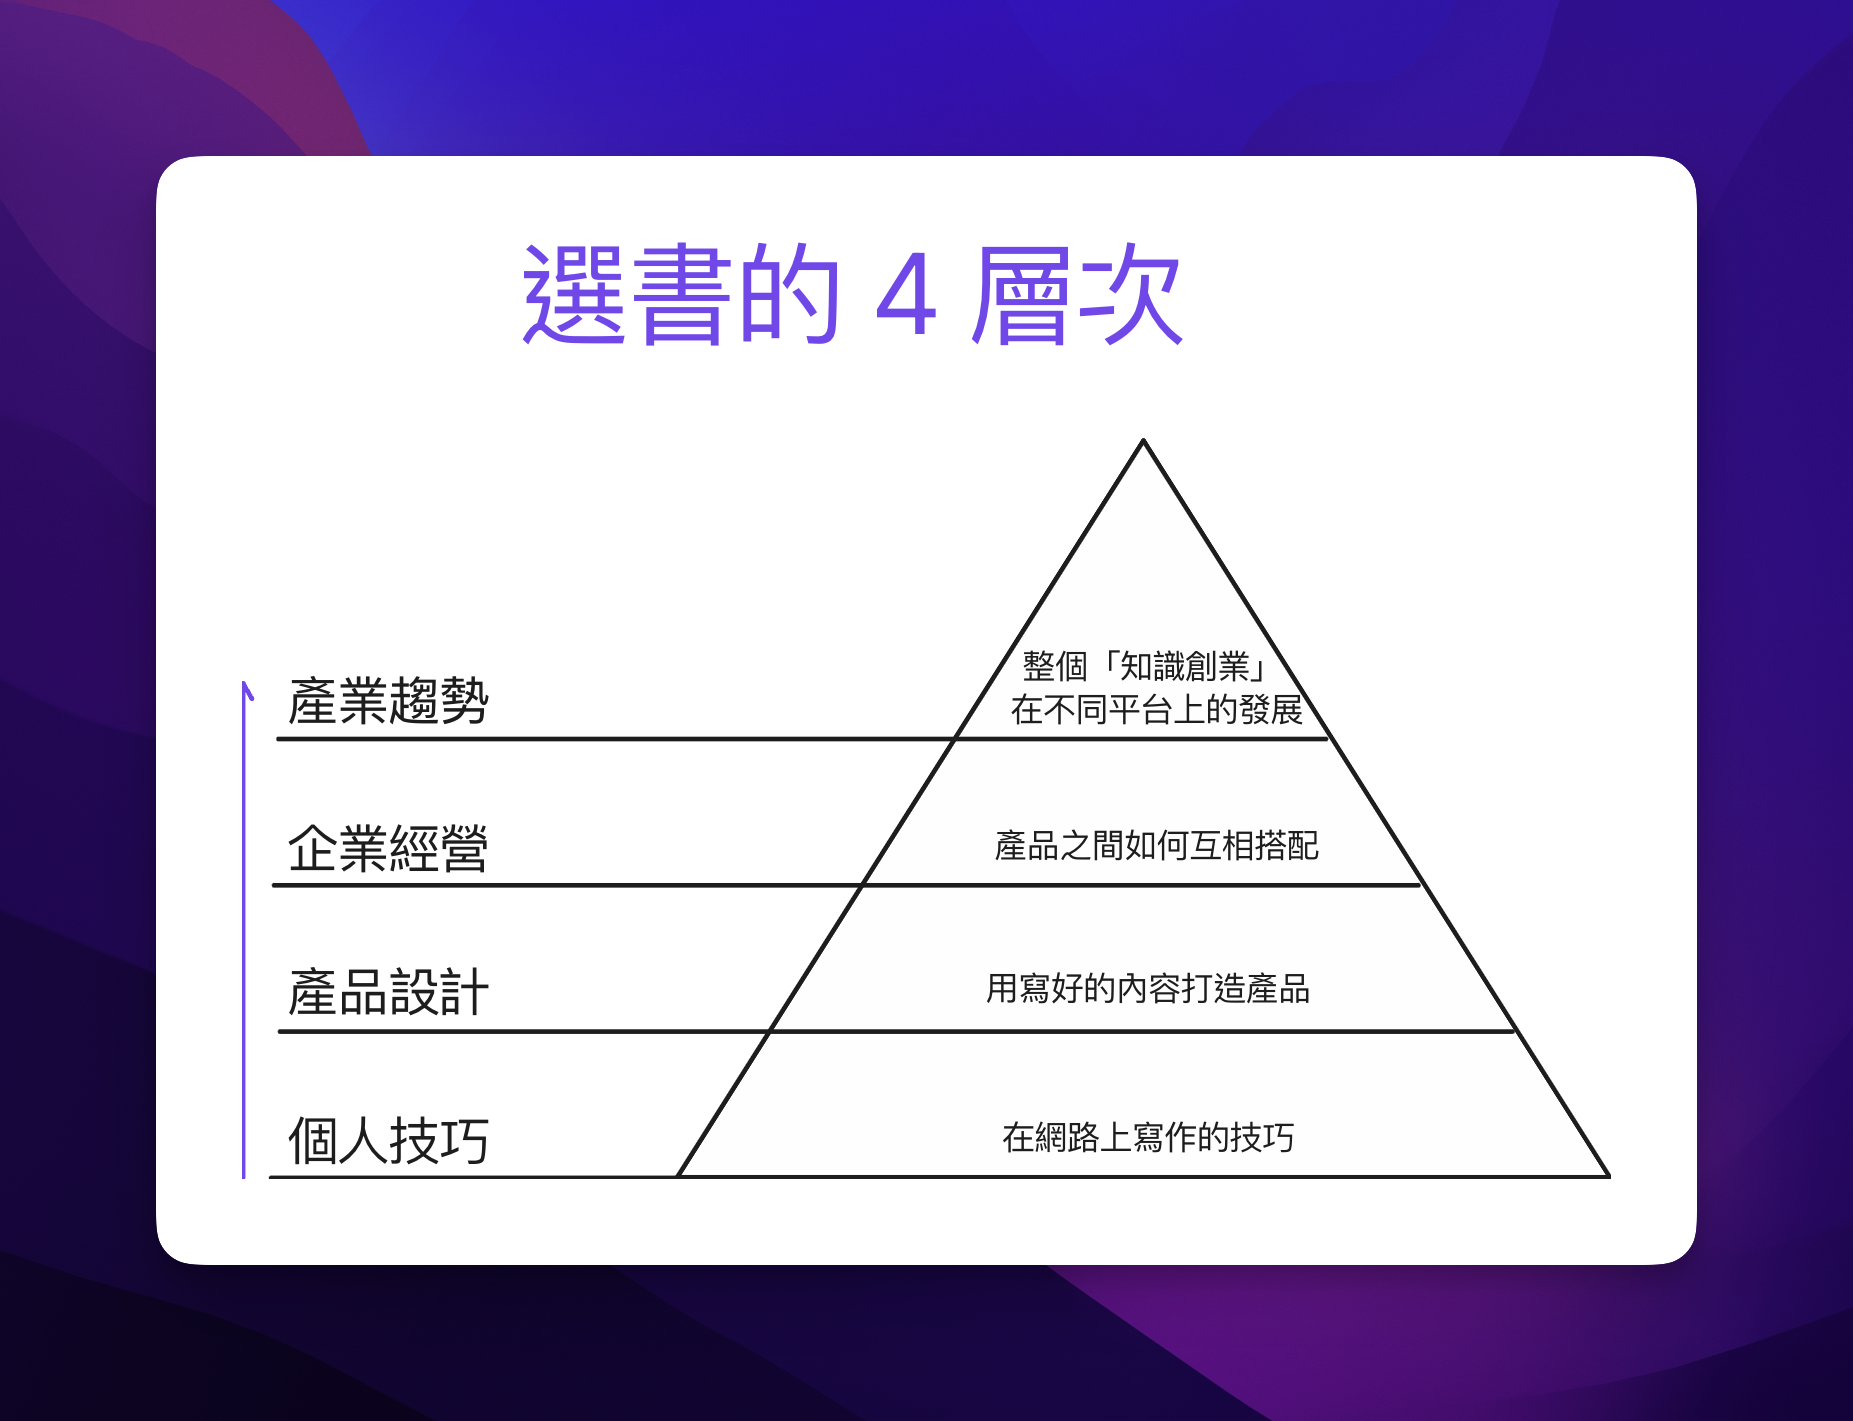 選書的 4 層次
整個「知識創業」
在不同平台上的發展
產業趨勢
產品之間如何互相搭配
企業經營
用寫好的內容打造產品
產品設計
在網路上寫作的技巧
個人技巧